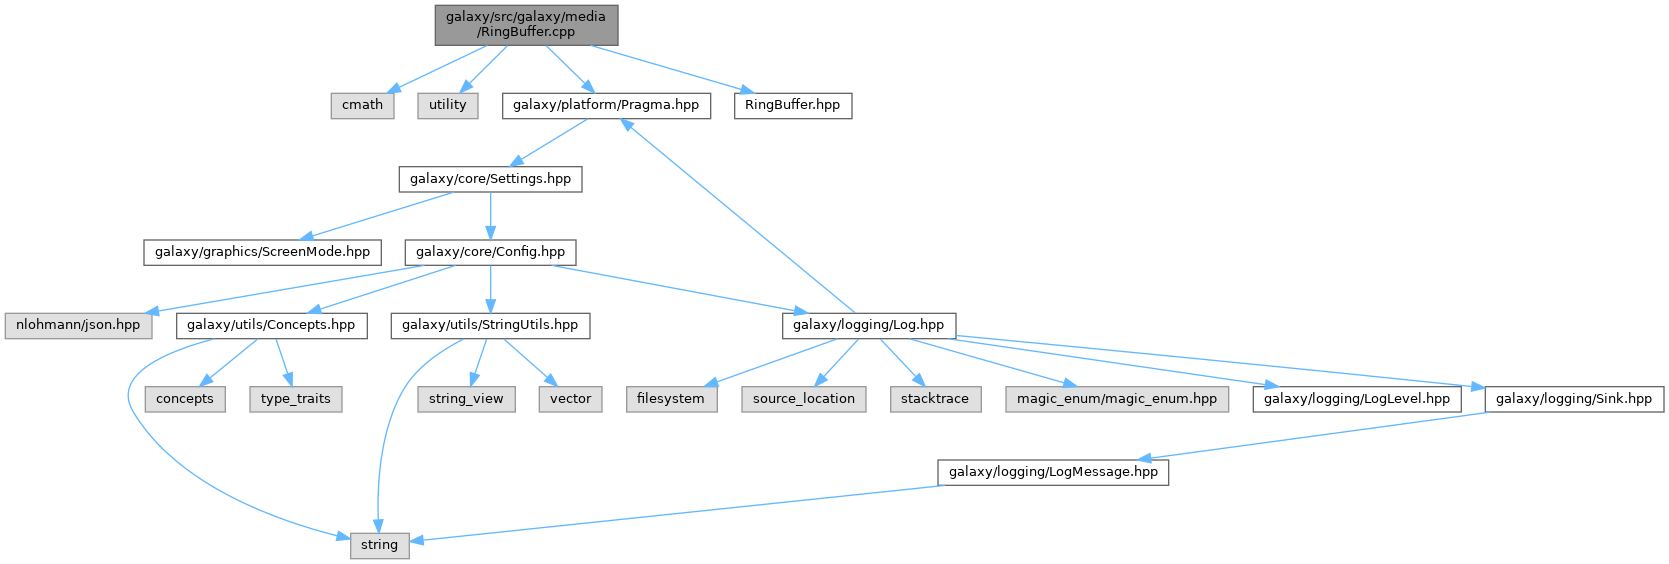 galaxy/src/galaxy/media
/RingBuffer.cpp
cmath
utility
galaxy/platform/Pragma.hpp
RingBuffer.hpp
galaxy/core/Settings.hpp
galaxy/graphics/ScreenMode.hpp
galaxy/core/Config.hpp
nlohmann/json.hpp
galaxy/utils/Concepts.hpp
galaxy/utils/StringUtils.hpp
galaxy/logging/Log.hpp
concepts
type_traits
string_view
vector
filesystem
source_location
stacktrace
magic_enum/magic_enum.hpp
galaxy/logging/LogLevel.hpp
galaxy/logging/Sink.hpp
galaxy/logging/LogMessage.hpp
string